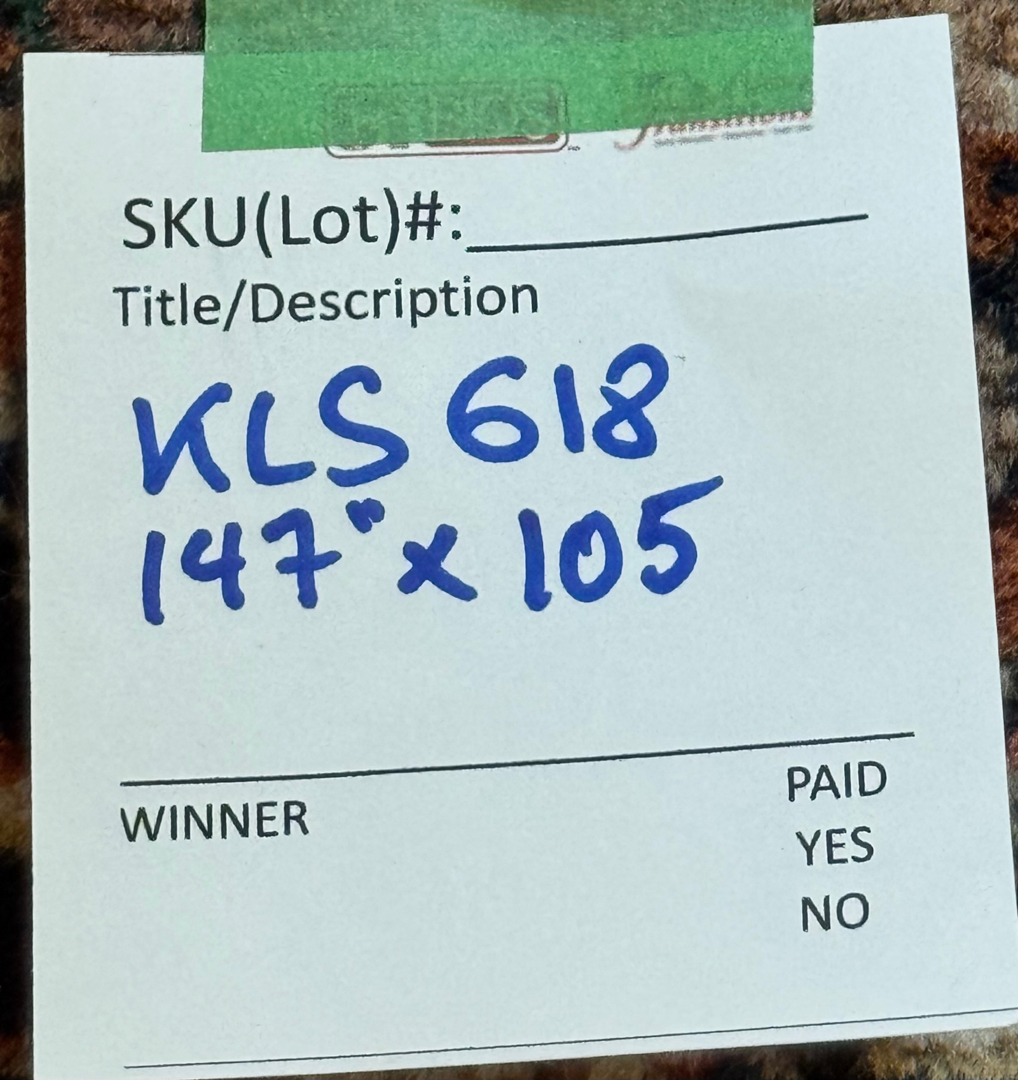 SKU(Lot)#:
Title/Description
KLS 618
147" x 105
WINNER
PAID
YES
NO